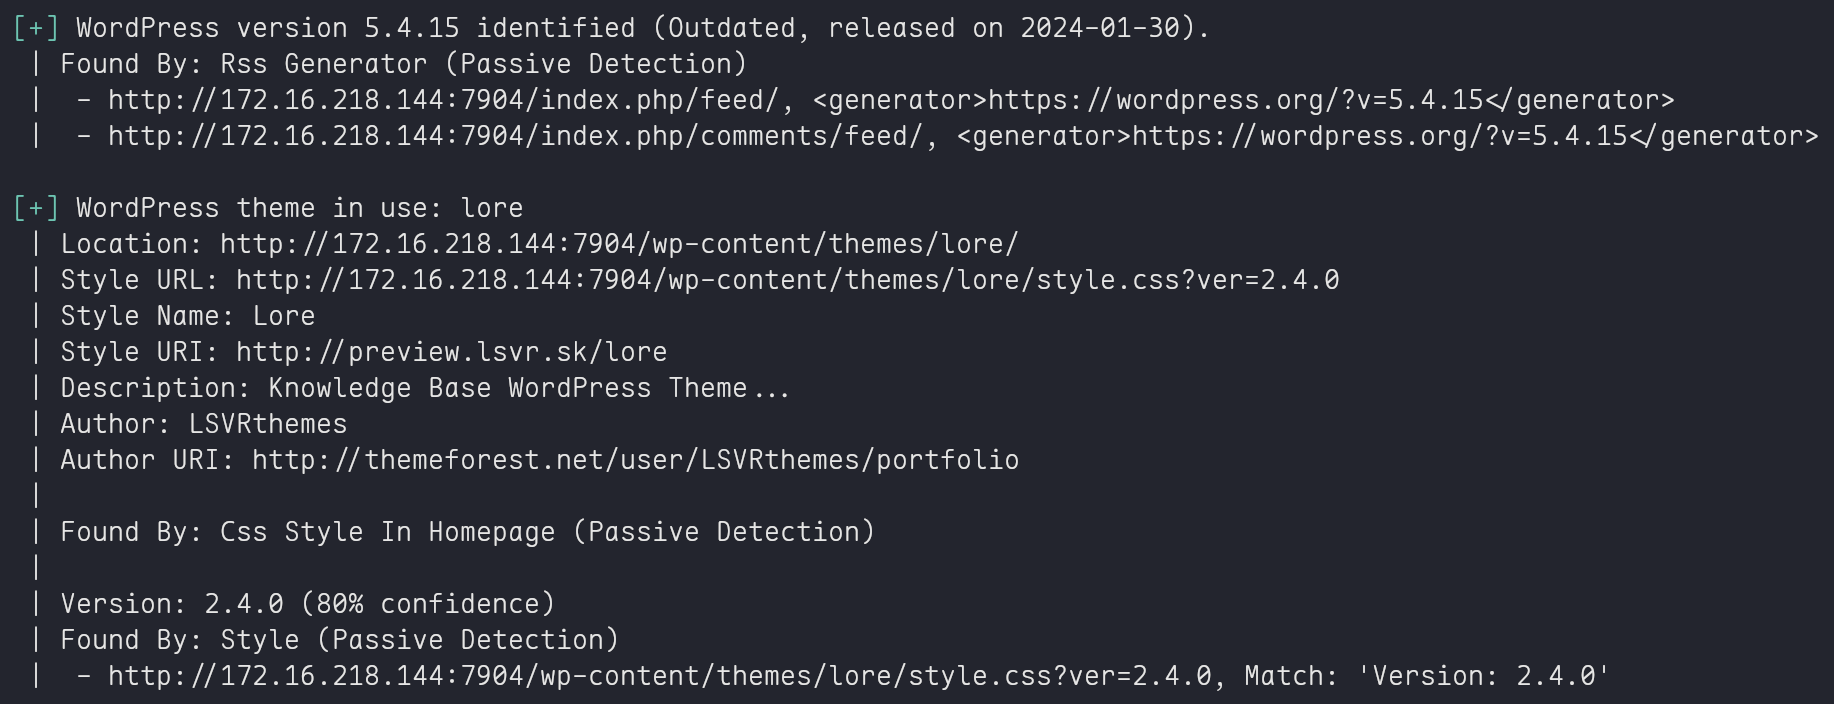 [+] WordPress version 5.4.15 identified (Outdated, released on 2024-01-30).
 | Found By: Rss Generator (Passive Detection)
 |  - http://172.16.218.144:7904/index.php/feed/, <generator>https://wordpress.org/?v=5.4.15</generator>
 |  - http://172.16.218.144:7904/index.php/comments/feed/, <generator>https://wordpress.org/?v=5.4.15</generator>

[+] WordPress theme in use: lore
 | Location: http://172.16.218.144:7904/wp-content/themes/lore/
 | Style URL: http://172.16.218.144:7904/wp-content/themes/lore/style.css?ver=2.4.0
 | Style Name: Lore
 | Style URI: http://preview.lsvr.sk/lore
 | Description: Knowledge Base WordPress Theme...
 | Author: LSVRthemes
 | Author URI: http://themeforest.net/user/LSVRthemes/portfolio
 |
 | Found By: Css Style In Homepage (Passive Detection)
 |
 | Version: 2.4.0 (80% confidence)
 | Found By: Style (Passive Detection)
 |  - http://172.16.218.144:7904/wp-content/themes/lore/style.css?ver=2.4.0, Match: 'Version: 2.4.0'